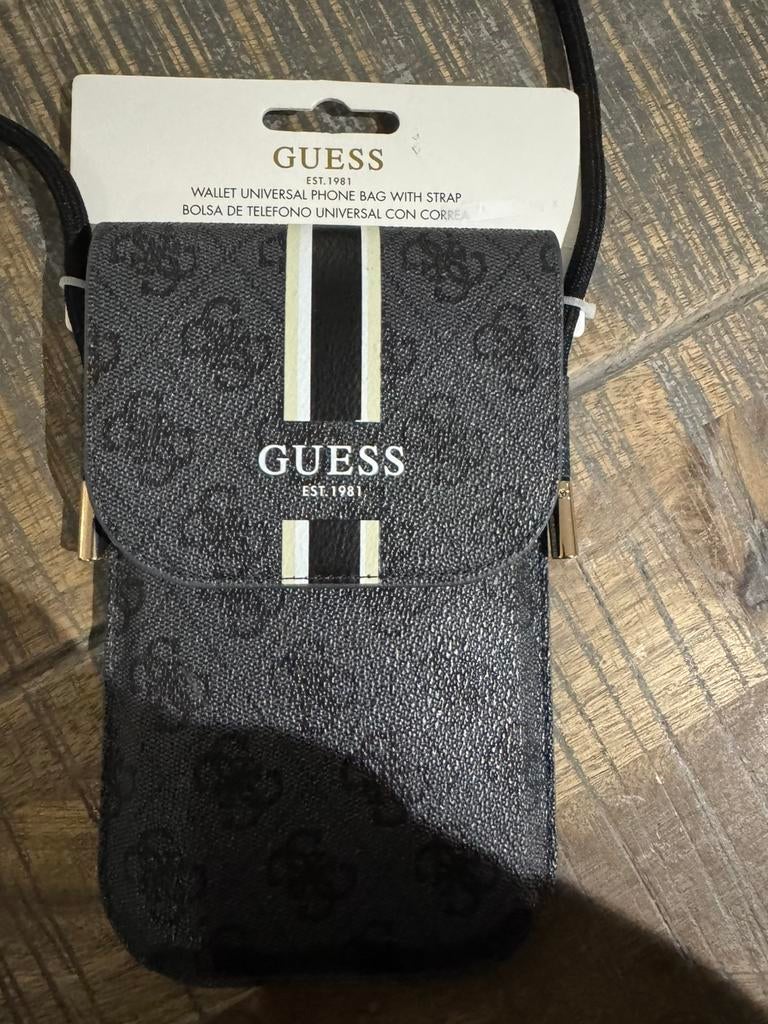 GUESS
EST.1981
WALLET UNIVERSAL PHONE BAG WITH STRAP
BOLSA DE TELEFONO UNIVERSAL CON CORREA
GUESS
EST.1981